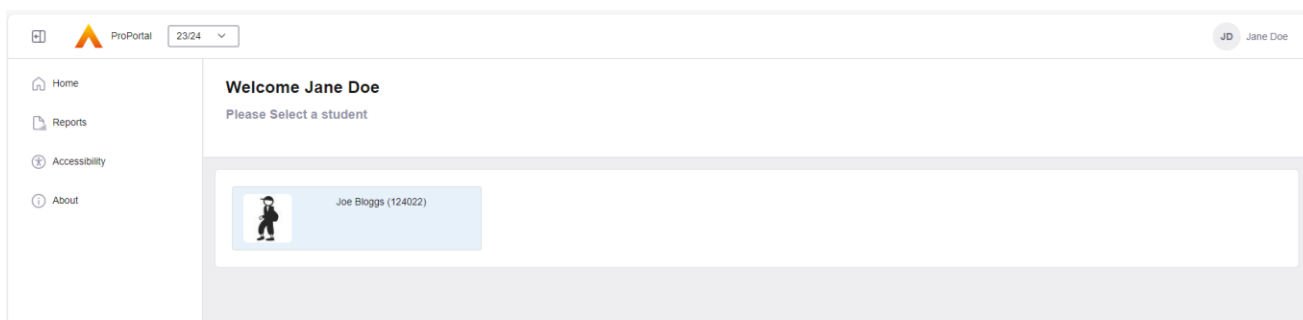 ProPortal
23/24
JD
Jane Doe
Home
Reports
Accessibility
About
Welcome Jane Doe
Please Select a student
Joe Bloggs (124022)